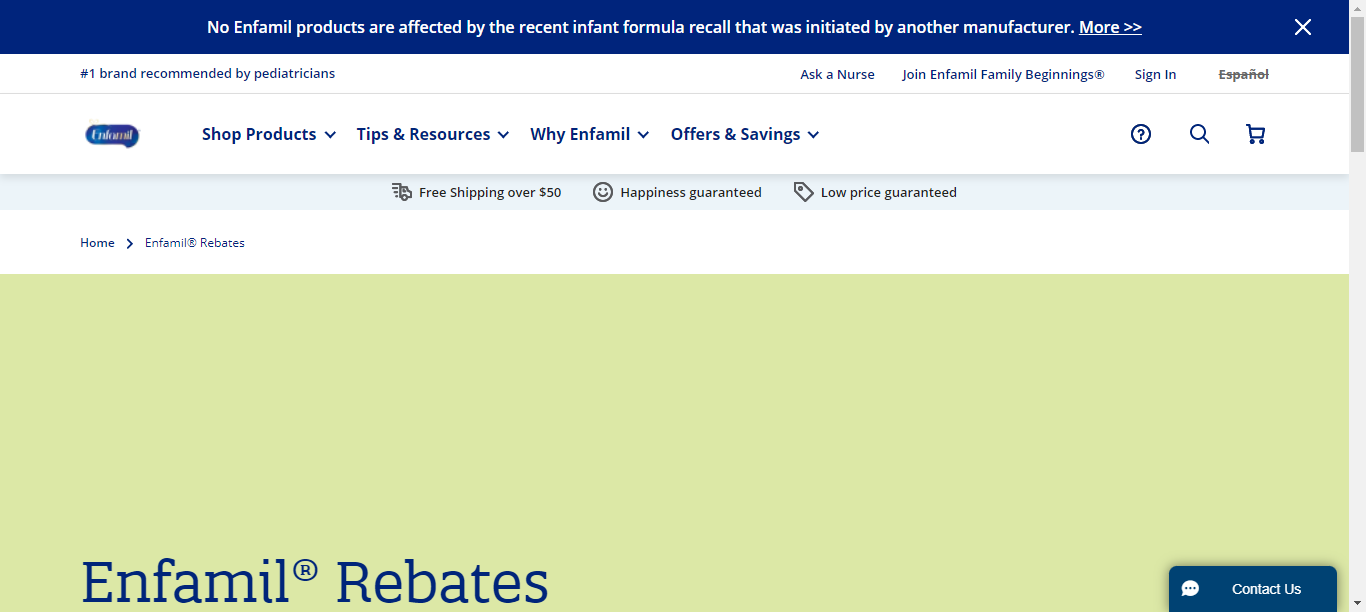 No Enfamil products are affected by the recent infant formula recall that was initiated by another manufacturer. More >>
#1 brand recommended by pediatricians
Ask a Nurse Join Enfamil Family Beginnings® Sign In Español
Enfamil Shop Products Tips & Resources Why Enfamil Offers & Savings
Free Shipping over $50 Happiness guaranteed Low price guaranteed
Home Enfamil® Rebates
Enfamil® Rebates
Contact Us